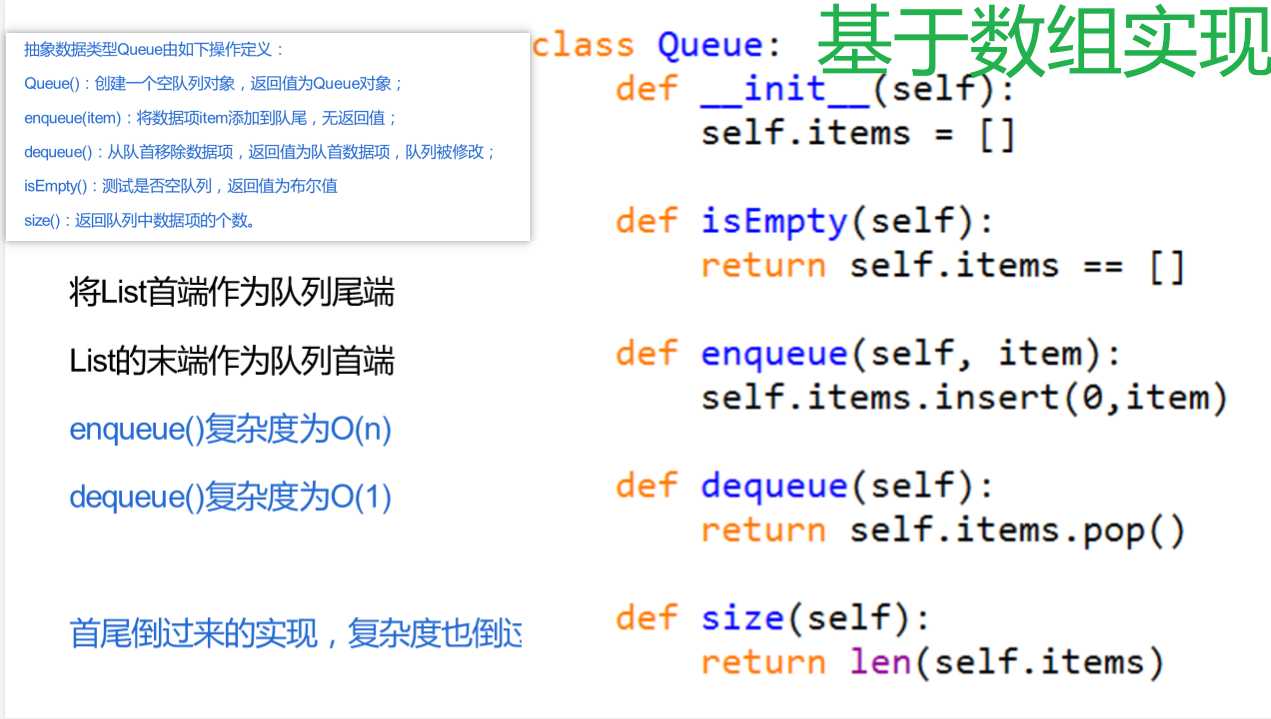 基于数组实现
抽象数据类型Queue由如下操作定义：
Queue()：创建一个空队列对象，返回值为Queue对象；
enqueue(item)：将数据项item添加到队尾，无返回值；
dequeue()：从队首移除数据项，返回值为队首数据项，队列被修改；
isEmpty()：测试是否空队列，返回值为布尔值
size()：返回队列中数据项的个数。
将List首端作为队列尾端
List的末端作为队列首端
enqueue()复杂度为O(n)
dequeue()复杂度为O(1)
首尾倒过来的实现，复杂度也倒过
class Queue:
    def __init__(self):
        self.items = []
    def isEmpty(self):
        return self.items == []
    def enqueue(self, item):
        self.items.insert(0,item)
    def dequeue(self):
        return self.items.pop()
    def size(self):
        return len(self.items)